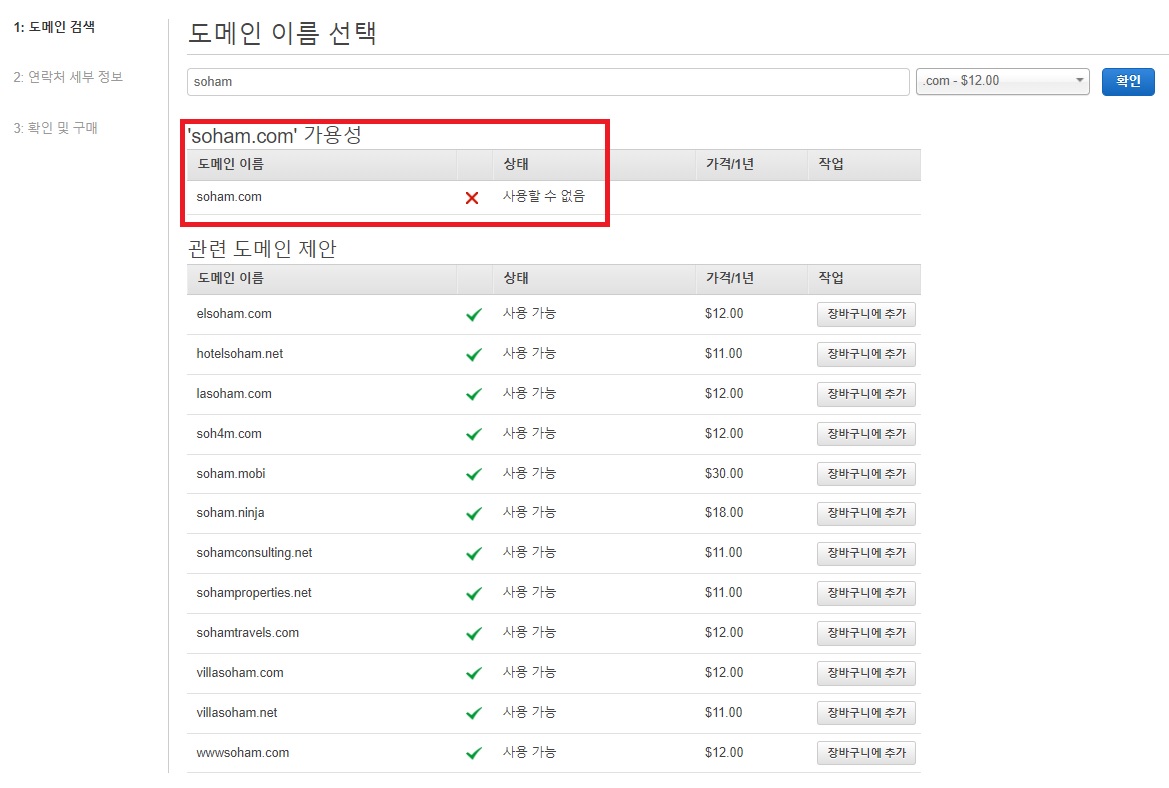 1: 도메인 검색
2: 연락처 세부 정보
3: 확인 및 구매
도메인 이름 선택
soham .com - $12.00 확인
'soham.com' 가용성
도메인 이름 상태 가격/1년 작업
soham.com 사용할 수 없음
관련 도메인 제안
도메인 이름 상태 가격/1년 작업
elsoham.com 사용 가능 $12.00 장바구니에 추가
hotelsoham.net 사용 가능 $11.00 장바구니에 추가
lasoham.com 사용 가능 $12.00 장바구니에 추가
soh4m.com 사용 가능 $12.00 장바구니에 추가
soham.mobi 사용 가능 $30.00 장바구니에 추가
soham.ninja 사용 가능 $18.00 장바구니에 추가
sohamconsulting.net 사용 가능 $11.00 장바구니에 추가
sohamproperties.net 사용 가능 $11.00 장바구니에 추가
sohamtravels.com 사용 가능 $12.00 장바구니에 추가
villasoham.com 사용 가능 $12.00 장바구니에 추가
villasoham.net 사용 가능 $11.00 장바구니에 추가
wwwsoham.com 사용 가능 $12.00 장바구니에 추가